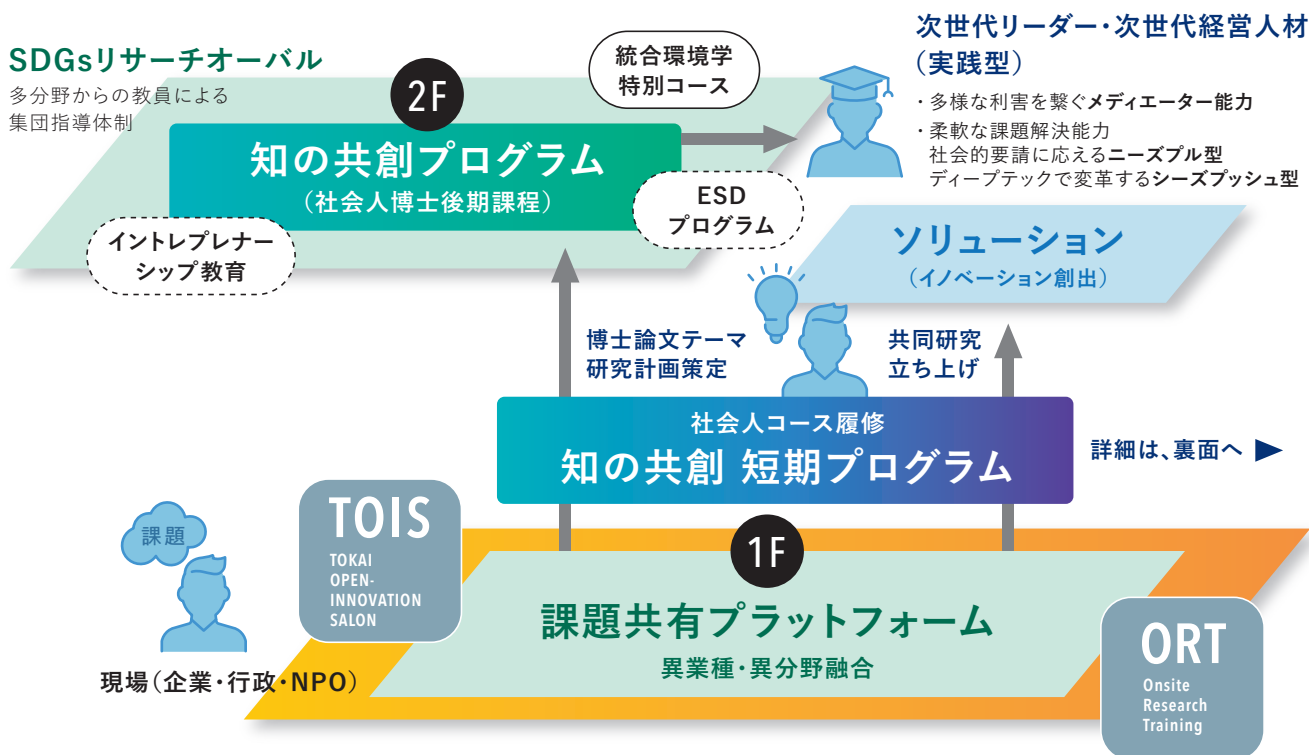 SDGsリサーチオーバル
多分野からの教員による
集団指導体制
2F
統合環境学
特別コース
知の共創プログラム
（社会人博士後期課程）
イントレプレナー
シップ教育
ESD
プログラム
次世代リーダー・次世代経営人材
（実践型）
・多様な利害を繋ぐメディエーター能力
・柔軟な課題解決能力
社会的要請に応えるニーズプル型
ディープテックで変革するシーズプッシュ型
ソリューション
（イノベーション創出）
博士論文テーマ
研究計画策定
共同研究
立ち上げ
社会人コース履修
知の共創 短期プログラム
詳細は、裏面へ ▶
課題
現場（企業・行政・NPO）
TOIS
TOKAI
OPEN-
INNOVATION
SALON
1F
課題共有プラットフォーム
異業種・異分野融合
ORT
Onsite
Research
Training